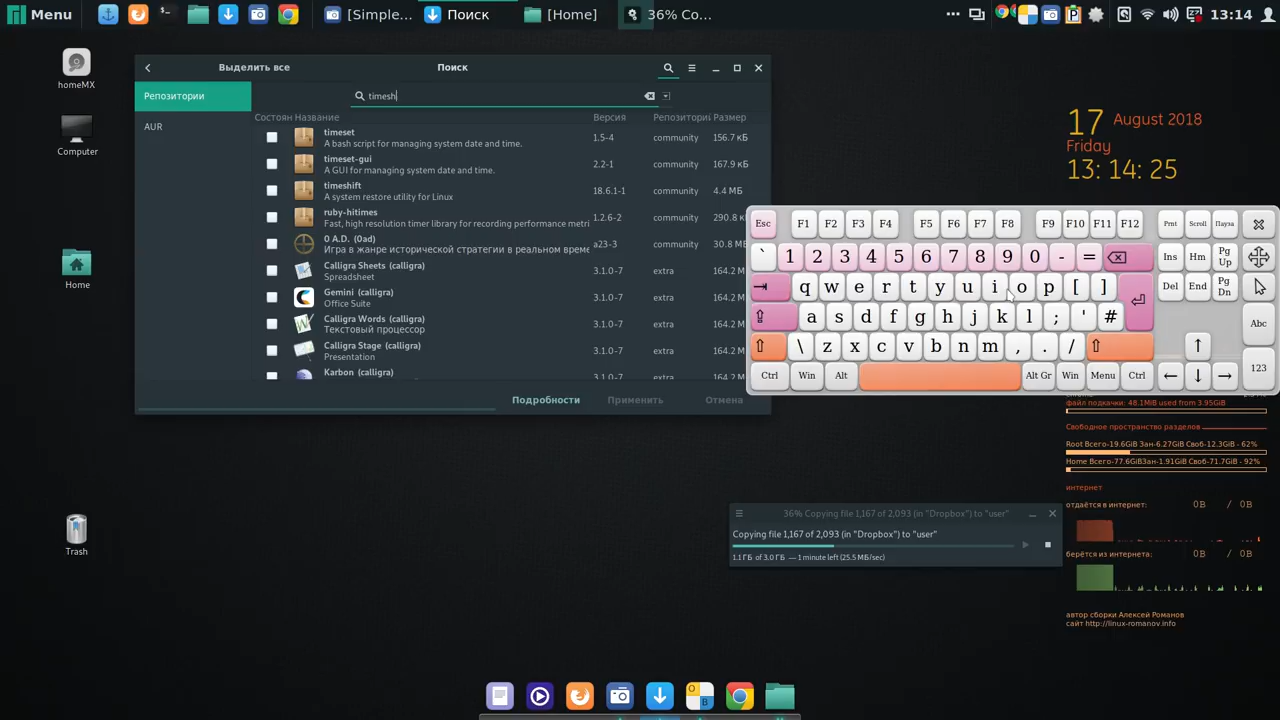 Menu
[Simple...
Поиск
[Home]
36% Co...
13:14
homeMX
Computer
Home
Trash
Выделить все
Поиск
Репозитории
AUR
timesh
Состоян Название Версия Репозиторий Размер
timeset
A bash script for managing system date and time.
1.5-4 community 156.7 кБ
timeset-gui
A GUI for managing system date and time.
2.2-1 community 167.9 кБ
timeshift
A system restore utility for Linux
18.6.1-1 community 4.4 МБ
ruby-hitimes
Fast, high resolution timer library for recording performance metri
1.2.6-2 community 290.8 к
0 A.D. (0ad)
Игра в жанре исторической стратегии в реальном време
a23-3 community 30.8 М
Calligra Sheets (calligra)
Spreadsheet
3.1.0-7 extra 164.2 М
Gemini (calligra)
Office Suite
3.1.0-7 extra 164.2 М
Calligra Words (calligra)
Текстовый процессор
3.1.0-7 extra 164.2 М
Calligra Stage (calligra)
Presentation
3.1.0-7 extra 164.2 М
Karbon (calligra)
3.1.0-7 extra 164.2 М
Подробности Применить Отмена
17 August 2018
Friday
13: 14: 25
Esc F1 F2 F3 F4 F5 F6 F7 F8 F9 F10 F11 F12 Prnt Scroll Пауза
` 1 2 3 4 5 6 7 8 9 0 - = Ins Hm Pg Up
q w e r t y u i o p [ ] Del End Pg Dn
a s d f g h j k l ; ' # Abc
\ z x c v b n m , . / ↑
Ctrl Win Alt Alt Gr Win Menu Ctrl ← ↓ → 123
файл подкачки: 48.1MiB used from 3.95GiB
Свободное пространство разделов
Root Всего-19.6GiB Зан-6.27GiB Своб-12.3GiB - 62%
Home Всего-77.6GiBЗан-1.91GiB Своб-71.7GiB - 92%
интернет
отдаётся в интернет: 0B / 0B
берётся из интернета: 0B / 0B
автор сборки Алексей Романов
сайт http://linux-romanov.info
36% Copying file 1,167 of 2,093 (in "Dropbox") to "user"
Copying file 1,167 of 2,093 (in "Dropbox") to "user"
1.1 ГБ of 3.0 ГБ — 1 minute left (25.5 МБ/sec)